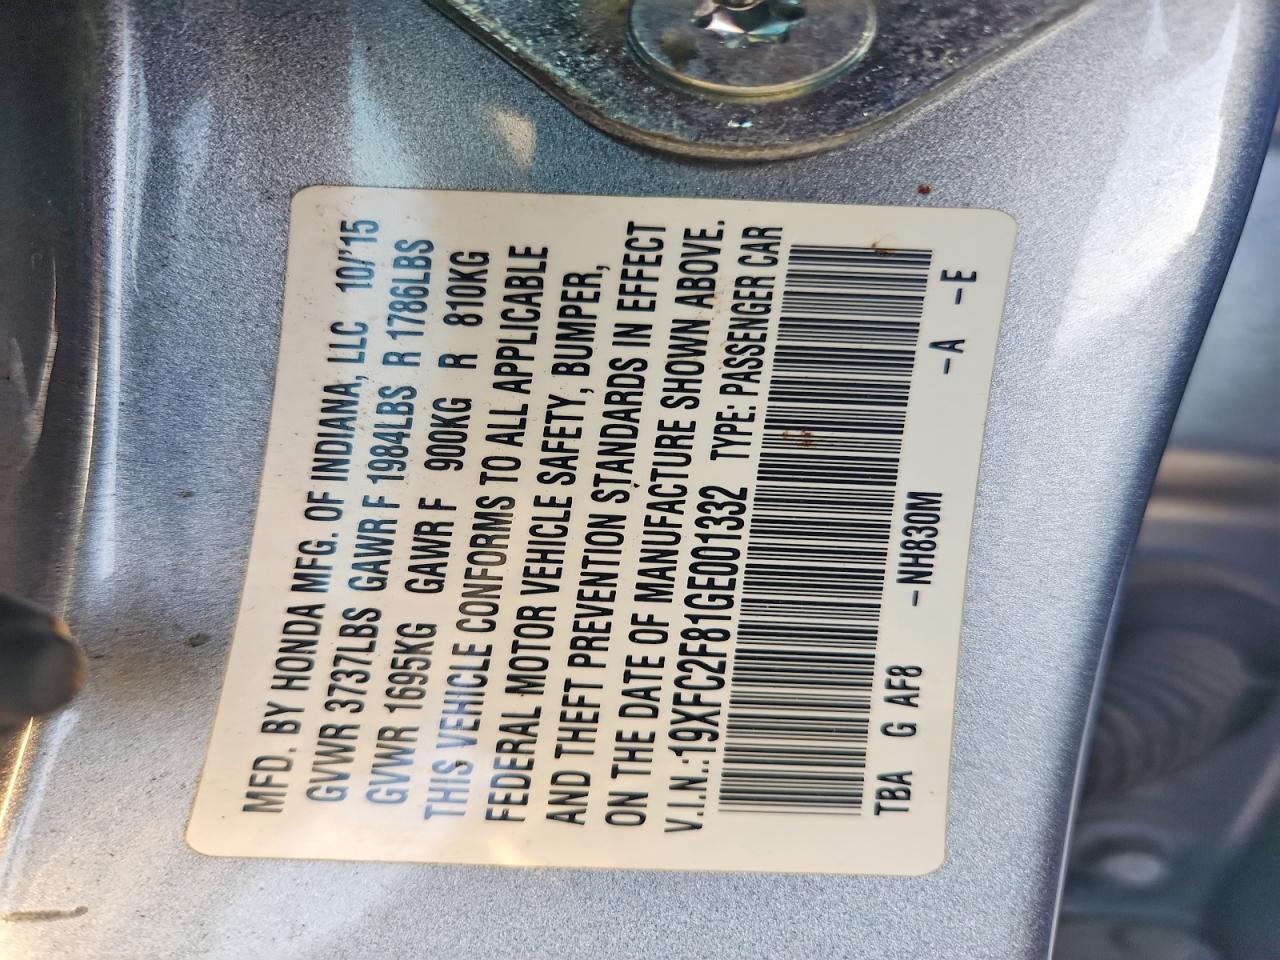 MFD. BY HONDA MFG. OF INDIANA, LLC 10/'15
GVWR 3737LBS GAWR F 1984LBS R 1786LBS
GVWR 1695KG GAWR F 900KG R 810KG
THIS VEHICLE CONFORMS TO ALL APPLICABLE
FEDERAL MOTOR VEHICLE SAFETY, BUMPER,
AND THEFT PREVENTION STANDARDS IN EFFECT
ON THE DATE OF MANUFACTURE SHOWN ABOVE.
V.I.N.:19XFC2F81GE001332 TYPE: PASSENGER CAR
TBA G AF8 -NH830M -A -E